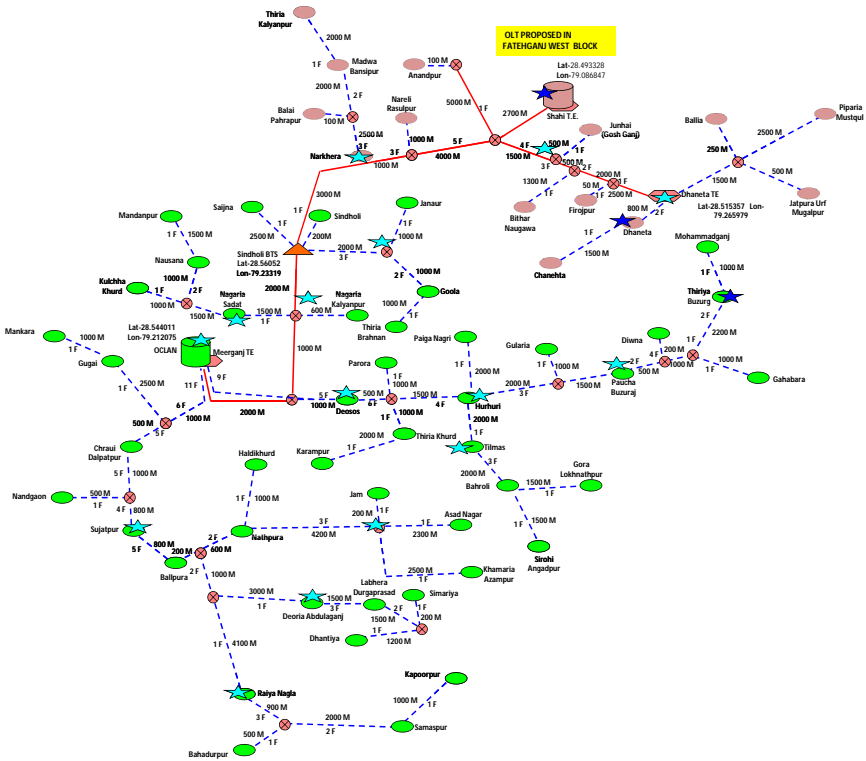 Thiria
Kalyanpur
2000 M
1 F
Madwa
Bansipur
2000 M
2 F
Balai
Pahrapur
100 M
2500 M
3 F
Narkhera
Nareli
Rasulpur
1000 M
1 F
3 F
1000 M
4000 M
5 F
Anandpur
100 M
5000 M
1 F
OLT PROPOSED IN
FATEHGANJ WEST BLOCK
Lat-28.493328
Lon-79.086847
2700 M
Shahi T.E.
4 F
1500 M
500 M
1 F
Junhai
(Gosh Ganj)
3 F
500 M
2 F
1300 M
1 F
Bithar
Naugawa
50 M
1 F
Firojpur
2000 M
1 F
2500 M
Dhaneta TE
Lat-28.515357 Lon-
79.265979
800 M
2 F
Dhaneta
1 F
1500 M
Chanehta
Ballia
250 M
Piparia
Mustqul
2500 M
1500 M
500 M
Jatpura Urf
Mugalpur
3000 M
1 F
Saijna
1 F
2500 M
Sindholi
1 F
200M
Sindholi BTS
Lat-28.56052
Lon-79.23319
2000 M
3 F
Janaur
1 F
1000 M
2 F
1000 M
Goola
1000 M
1 F
Thiria
Brahnan
Mandanpur
1 F
1500 M
Nausana
1000 M
2 F
Kulchha
Khurd
1 F
1000 M
1500 M
Nagaria
Sadat
1500 M
1 F
2000 M
Nagaria
Kalyanpur
600 M
1 F
1000 M
Mohammadganj
1 F
1000 M
Thiriya
Buzurg
2 F
2200 M
Lat-28.544011
Lon-79.212075
OCLAN
Meerganj TE
11 F
9 F
2000 M
5 F
1000 M
Deosos
Mankara
1000 M
1 F
Gugai
1 F
2500 M
6 F
1000 M
500 M
5 F
Parora
1 F
1000 M
500 M
6 F
1500 M
4 F
1 F
1000 M
Thiria Khurd
2000 M
1 F
Karampur
Paiga Nagri
1 F
2000 M
Hurhuri
Gularia
1 F
1000 M
2000 M
3 F
1500 M
Paucha
Buzuraj
2 F
500 M
Diwna
4 F
200 M
1000 M
1 F
1000 M
1 F
Gahabara
2000 M
1 F
Tilmas
3 F
2000 M
Bahroli
1500 M
1 F
Gora
Lokhnathpur
1 F
1500 M
Sirohi
Angadpur
Chraui
Dalpatpur
5 F
1000 M
Nandgaon
500 M
1 F
4 F
800 M
Sujatpur
800 M
5 F
Ballpura
200 M
2 F
600 M
2 F
Haldikhurd
1 F
1000 M
Nathpura
3 F
4200 M
Jam
1 F
200 M
1 F
2300 M
Asad Nagar
2500 M
1 F
Khamaria
Azampur
1000 M
3000 M
1 F
Deoria Abdulaganj
1500 M
3 F
Labhera
Durgaprasad
2 F
1500 M
Simariya
1 F
200 M
1200 M
1 F
Dhantiya
1 F
4100 M
Raiya Nagla
900 M
3 F
500 M
1 F
Bahadurpur
2000 M
2 F
Samaspur
1000 M
1 F
Kapoorpur